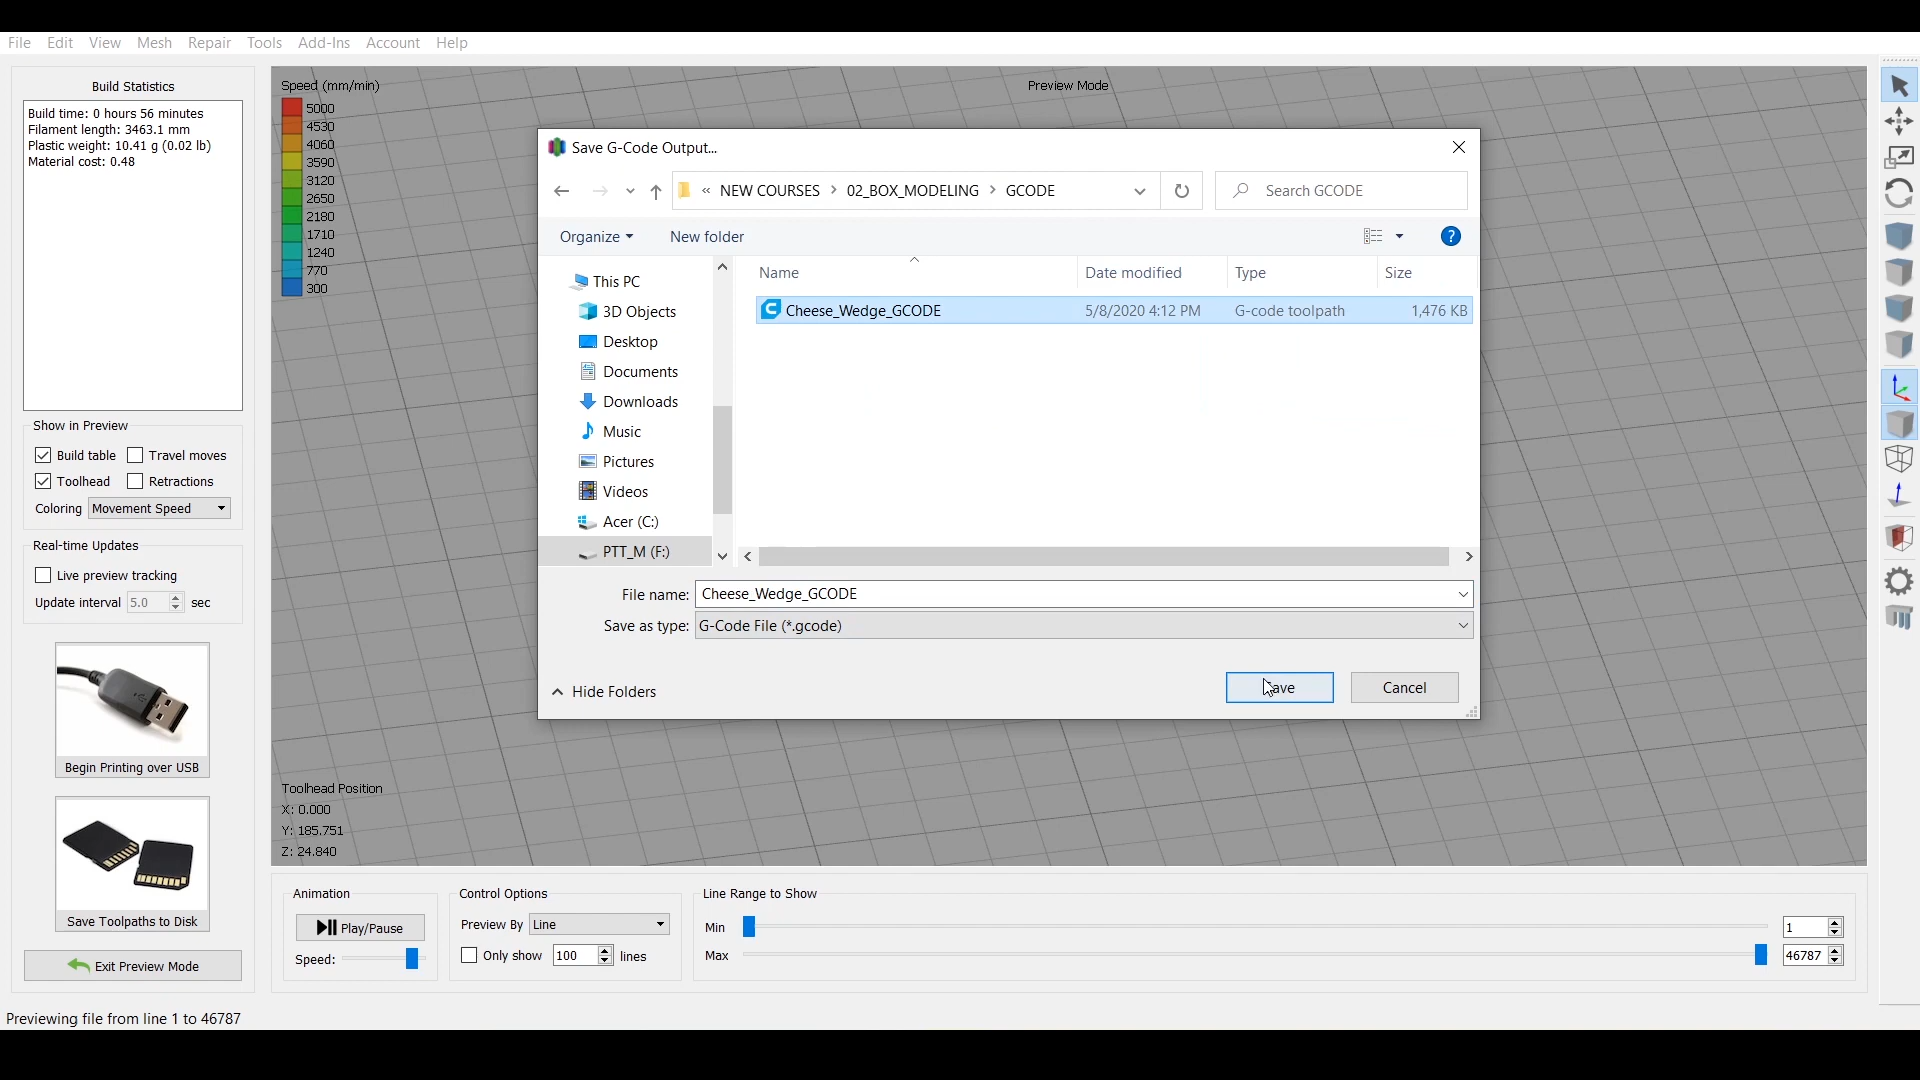 File Edit View Mesh Repair Tools Add-Ins Account Help
Build Statistics
Build time: 0 hours 56 minutes
Filament length: 3463.1 mm
Plastic weight: 10.41 g (0.02 lb)
Material cost: 0.48
Show in Preview
Build table Travel moves
Toolhead Retractions
Coloring Movement Speed
Real-time Updates
Live preview tracking
Update interval 5.0 sec
Begin Printing over USB
Save Toolpaths to Disk
Exit Preview Mode
Speed (mm/min)
5000
4530
4060
3590
3120
2650
2180
1710
1240
770
300
Preview Mode
Save G-Code Output...
« NEW COURSES > 02_BOX_MODELING > GCODE
Search GCODE
Organize New folder
?
This PC
3D Objects
Desktop
Documents
Downloads
Music
Pictures
Videos
Acer (C:)
PTT_M (F:)
Name Date modified Type Size
Cheese_Wedge_GCODE 5/8/2020 4:12 PM G-code toolpath 1,476 KB
File name: Cheese_Wedge_GCODE
Save as type: G-Code File (*.gcode)
Hide Folders
Save Cancel
Toolhead Position
X: 0.000
Y: 185.751
Z: 24.840
Animation
Play/Pause
Speed:
Control Options
Preview By Line
Only show 100 lines
Line Range to Show
Min 1
Max 46787
Previewing file from line 1 to 46787